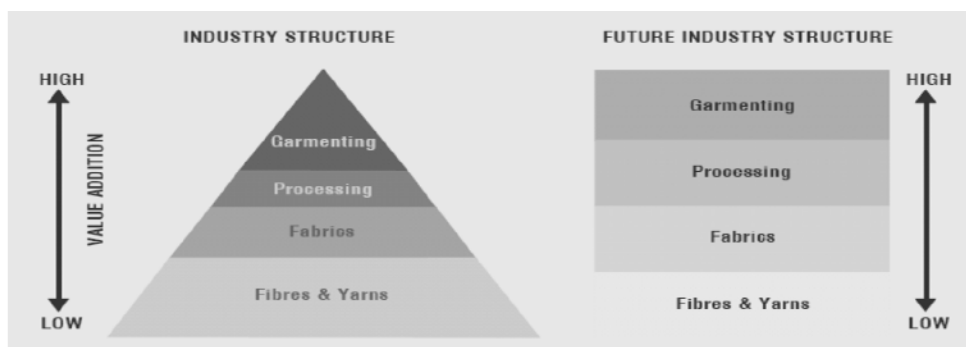 INDUSTRY STRUCTURE
HIGH
VALUE ADDITION
LOW
Garmenting
Processing
Fabrics
Fibres & Yarns
FUTURE INDUSTRY STRUCTURE
Garmenting
Processing
Fabrics
Fibres & Yarns
HIGH
LOW